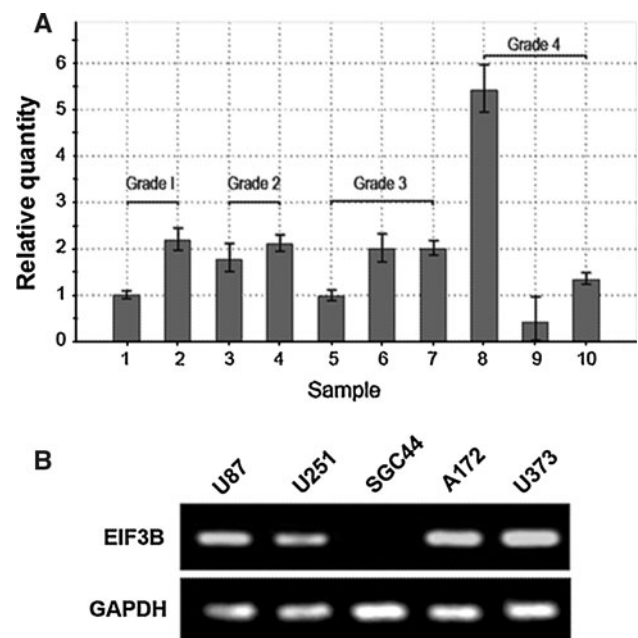 A
Relative quantity
6
5
4
3
2
1
0
Grade 1
Grade 2
Grade 3
Grade 4
1 2 3 4 5 6 7 8 9 10
Sample
B
U87 U251 SGC44 A172 U373
EIF3B
GAPDH